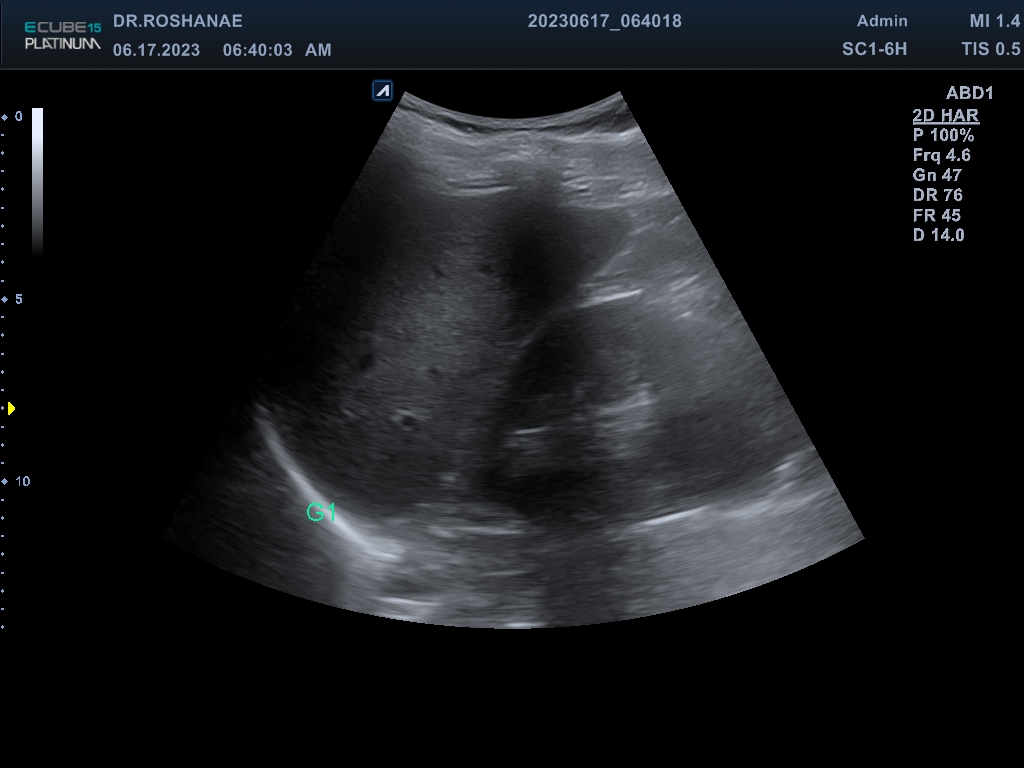 ECUBE 15
PLATINUM
DR.ROSHANAE
06.17.2023 06:40:03 AM
20230617_064018
Admin
SC1-6H
MI 1.4
TIS 0.5
ABD1
2D HAR
P 100%
Frq 4.6
Gn 47
DR 76
FR 45
D 14.0
0
5
10
G1